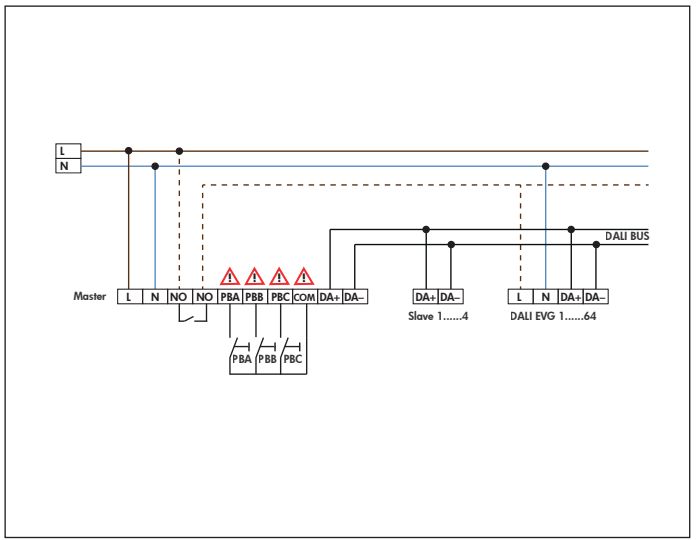 L
N
DALI BUS
! ! ! !
Master L N NO NO PBA PBB PBC COM DA+ DA– DA+ DA– L N DA+ DA–
Slave 1......4 DALI EVG 1......64
PBA PBB PBC